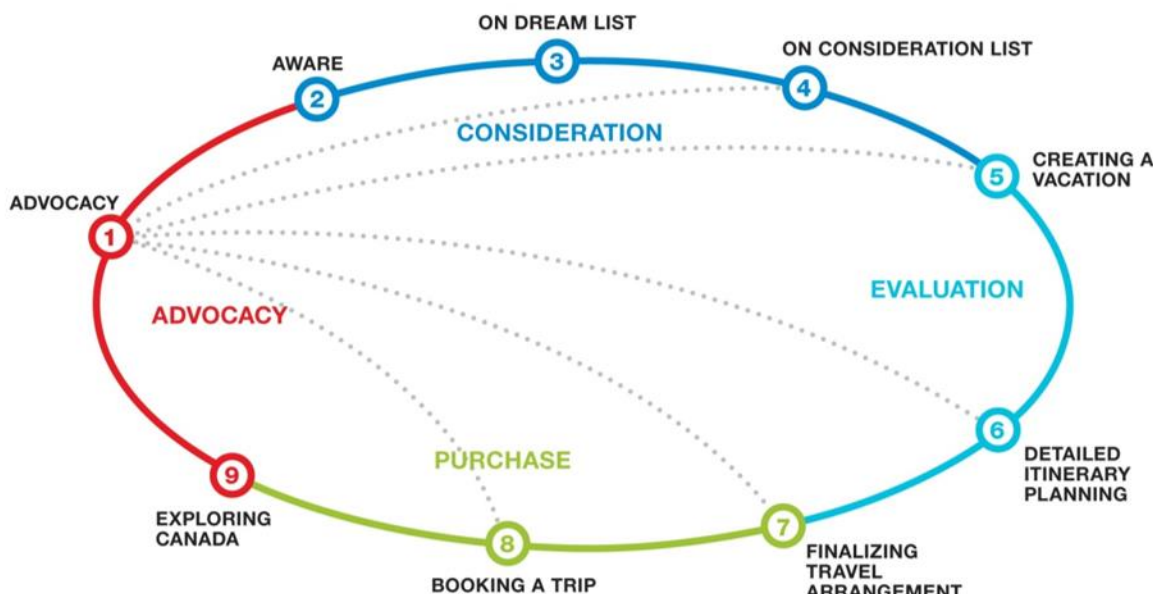 ON DREAM LIST
3
ON CONSIDERATION LIST
AWARE
4
2
CONSIDERATION
CREATING A
VACATION
5
ADVOCACY
1
EVALUATION
ADVOCACY
6
DETAILED
ITINERARY
PLANNING
PURCHASE
9
EXPLORING
CANADA
7
FINALIZING
TRAVEL
ARRANGEMENT
8
BOOKING A TRIP